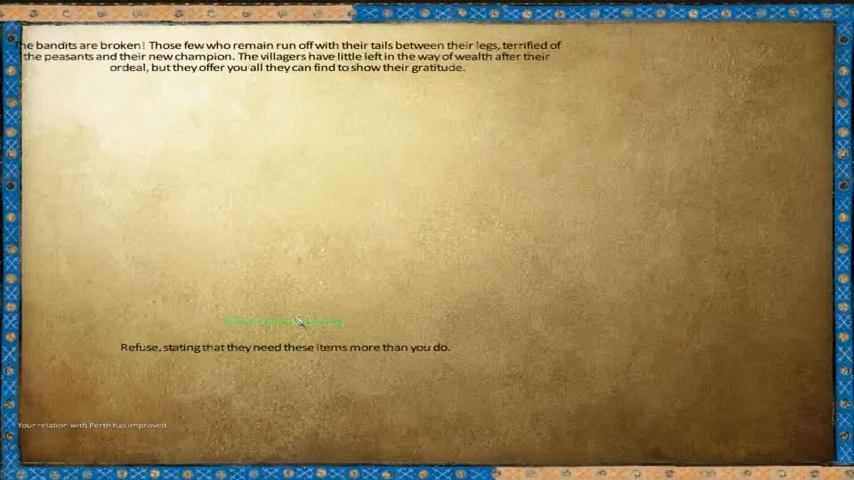 The bandits are broken! Those few who remain run off with their tails between their legs, terrified of
the peasants and their new champion. The villagers have little left in the way of wealth after their
ordeal, but they offer you all they can find to show their gratitude.
Refuse, stating that they need these items more than you do.
Your relation with Perth has improved.